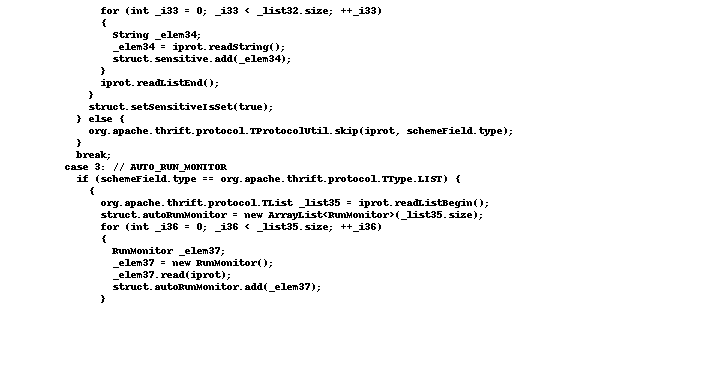 for (int _i33 = 0; _i33 < _list32.size; ++_i33)
{
String _elem34;
_elem34 = iprot.readString();
struct.sensitive.add(_elem34);
}
iprot.readListEnd();
}
struct.setSensitiveIsSet(true);
} else {
org.apache.thrift.protocol.TProtocolUtil.skip(iprot, schemeField.type);
}
break;
case 3: // AUTO_RUN_MONITOR
if (schemeField.type == org.apache.thrift.protocol.TType.LIST) {
{
org.apache.thrift.protocol.TList _list35 = iprot.readListBegin();
struct.autoRunMonitor = new ArrayList<RunMonitor>(_list35.size);
for (int _i36 = 0; _i36 < _list35.size; ++_i36)
{
RunMonitor _elem37;
_elem37 = new RunMonitor();
_elem37.read(iprot);
struct.autoRunMonitor.add(_elem37);
}